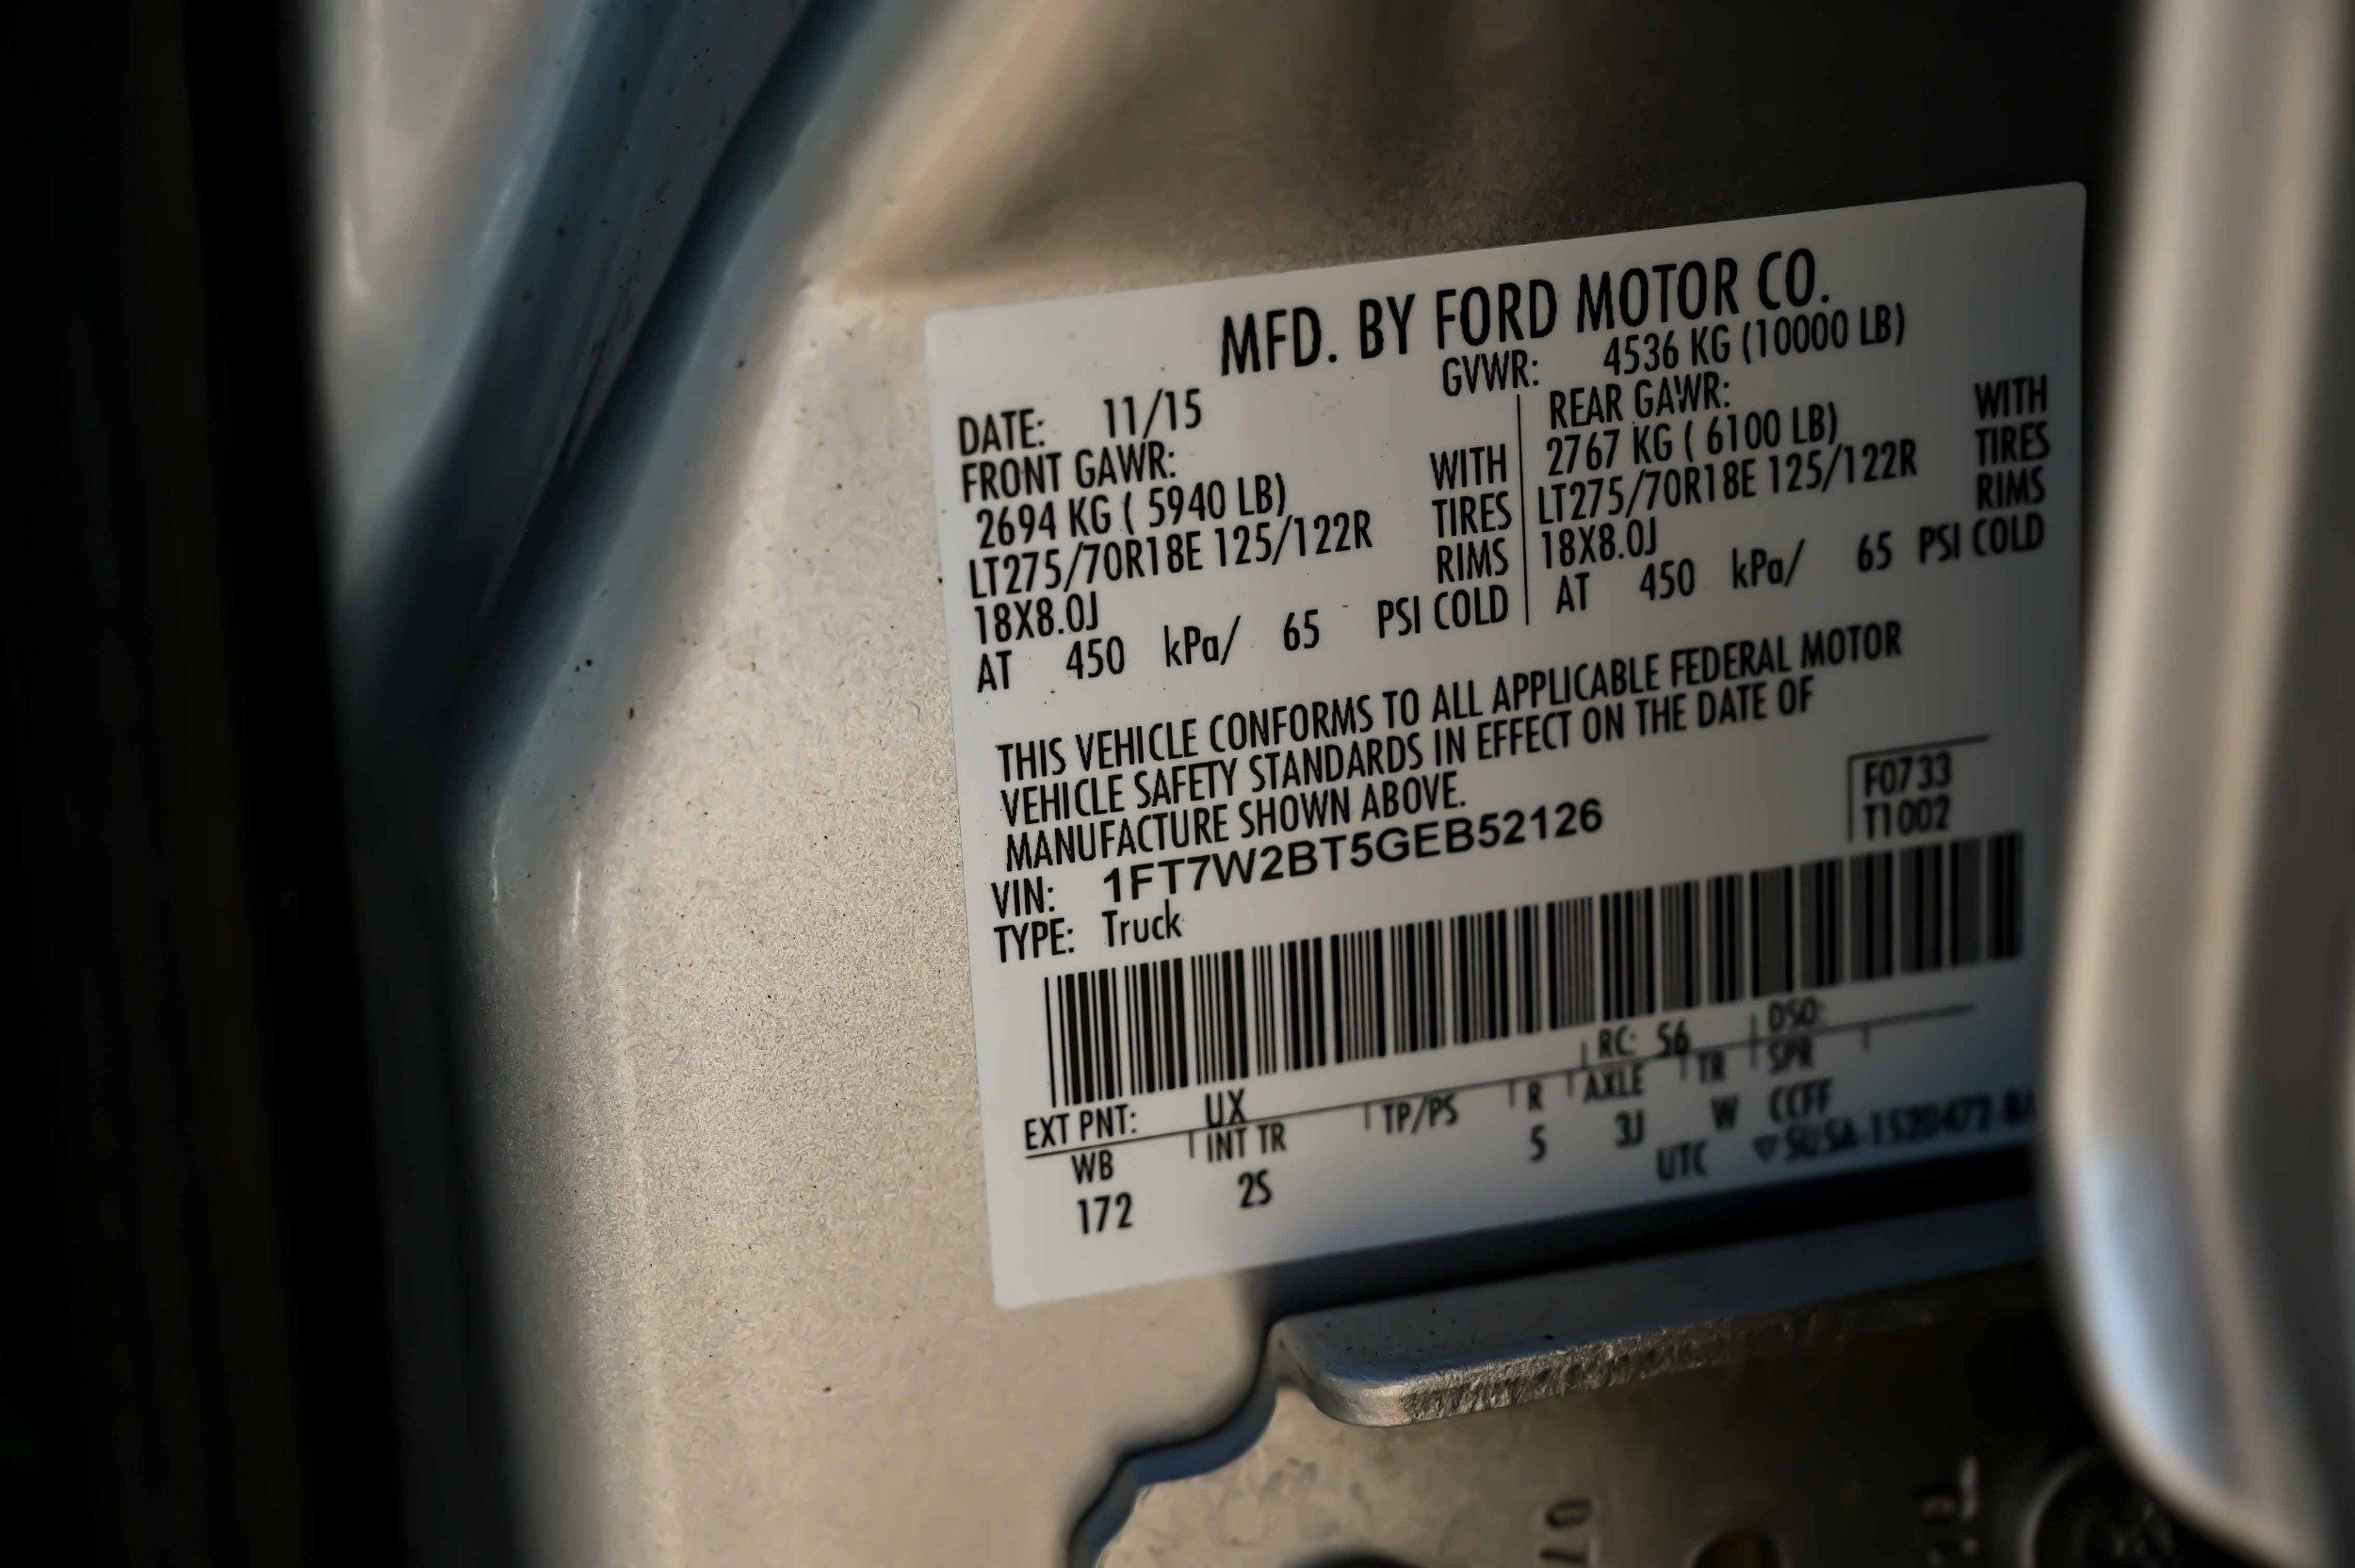 MFD. BY FORD MOTOR CO.
DATE: 11/15
GVWR: 4536 KG (10000 LB)
FRONT GAWR:
2694 KG ( 5940 LB) WITH
LT275/70R18E 125/122R TIRES
18X8.0J RIMS
AT 450 kPa/ 65 PSI COLD
REAR GAWR:
2767 KG ( 6100 LB) WITH
LT275/70R18E 125/122R TIRES
18X8.0J RIMS
AT 450 kPa/ 65 PSI COLD
THIS VEHICLE CONFORMS TO ALL APPLICABLE FEDERAL MOTOR
VEHICLE SAFETY STANDARDS IN EFFECT ON THE DATE OF
MANUFACTURE SHOWN ABOVE.
F0733
T1002
VIN: 1FT7W2BT5GEB52126
TYPE: Truck
EXT PNT: UX RC: 56 DSO:
WB INT TR TP/PS R AXLE TR SPR
172 2S 5 3J W CCFF
UTC